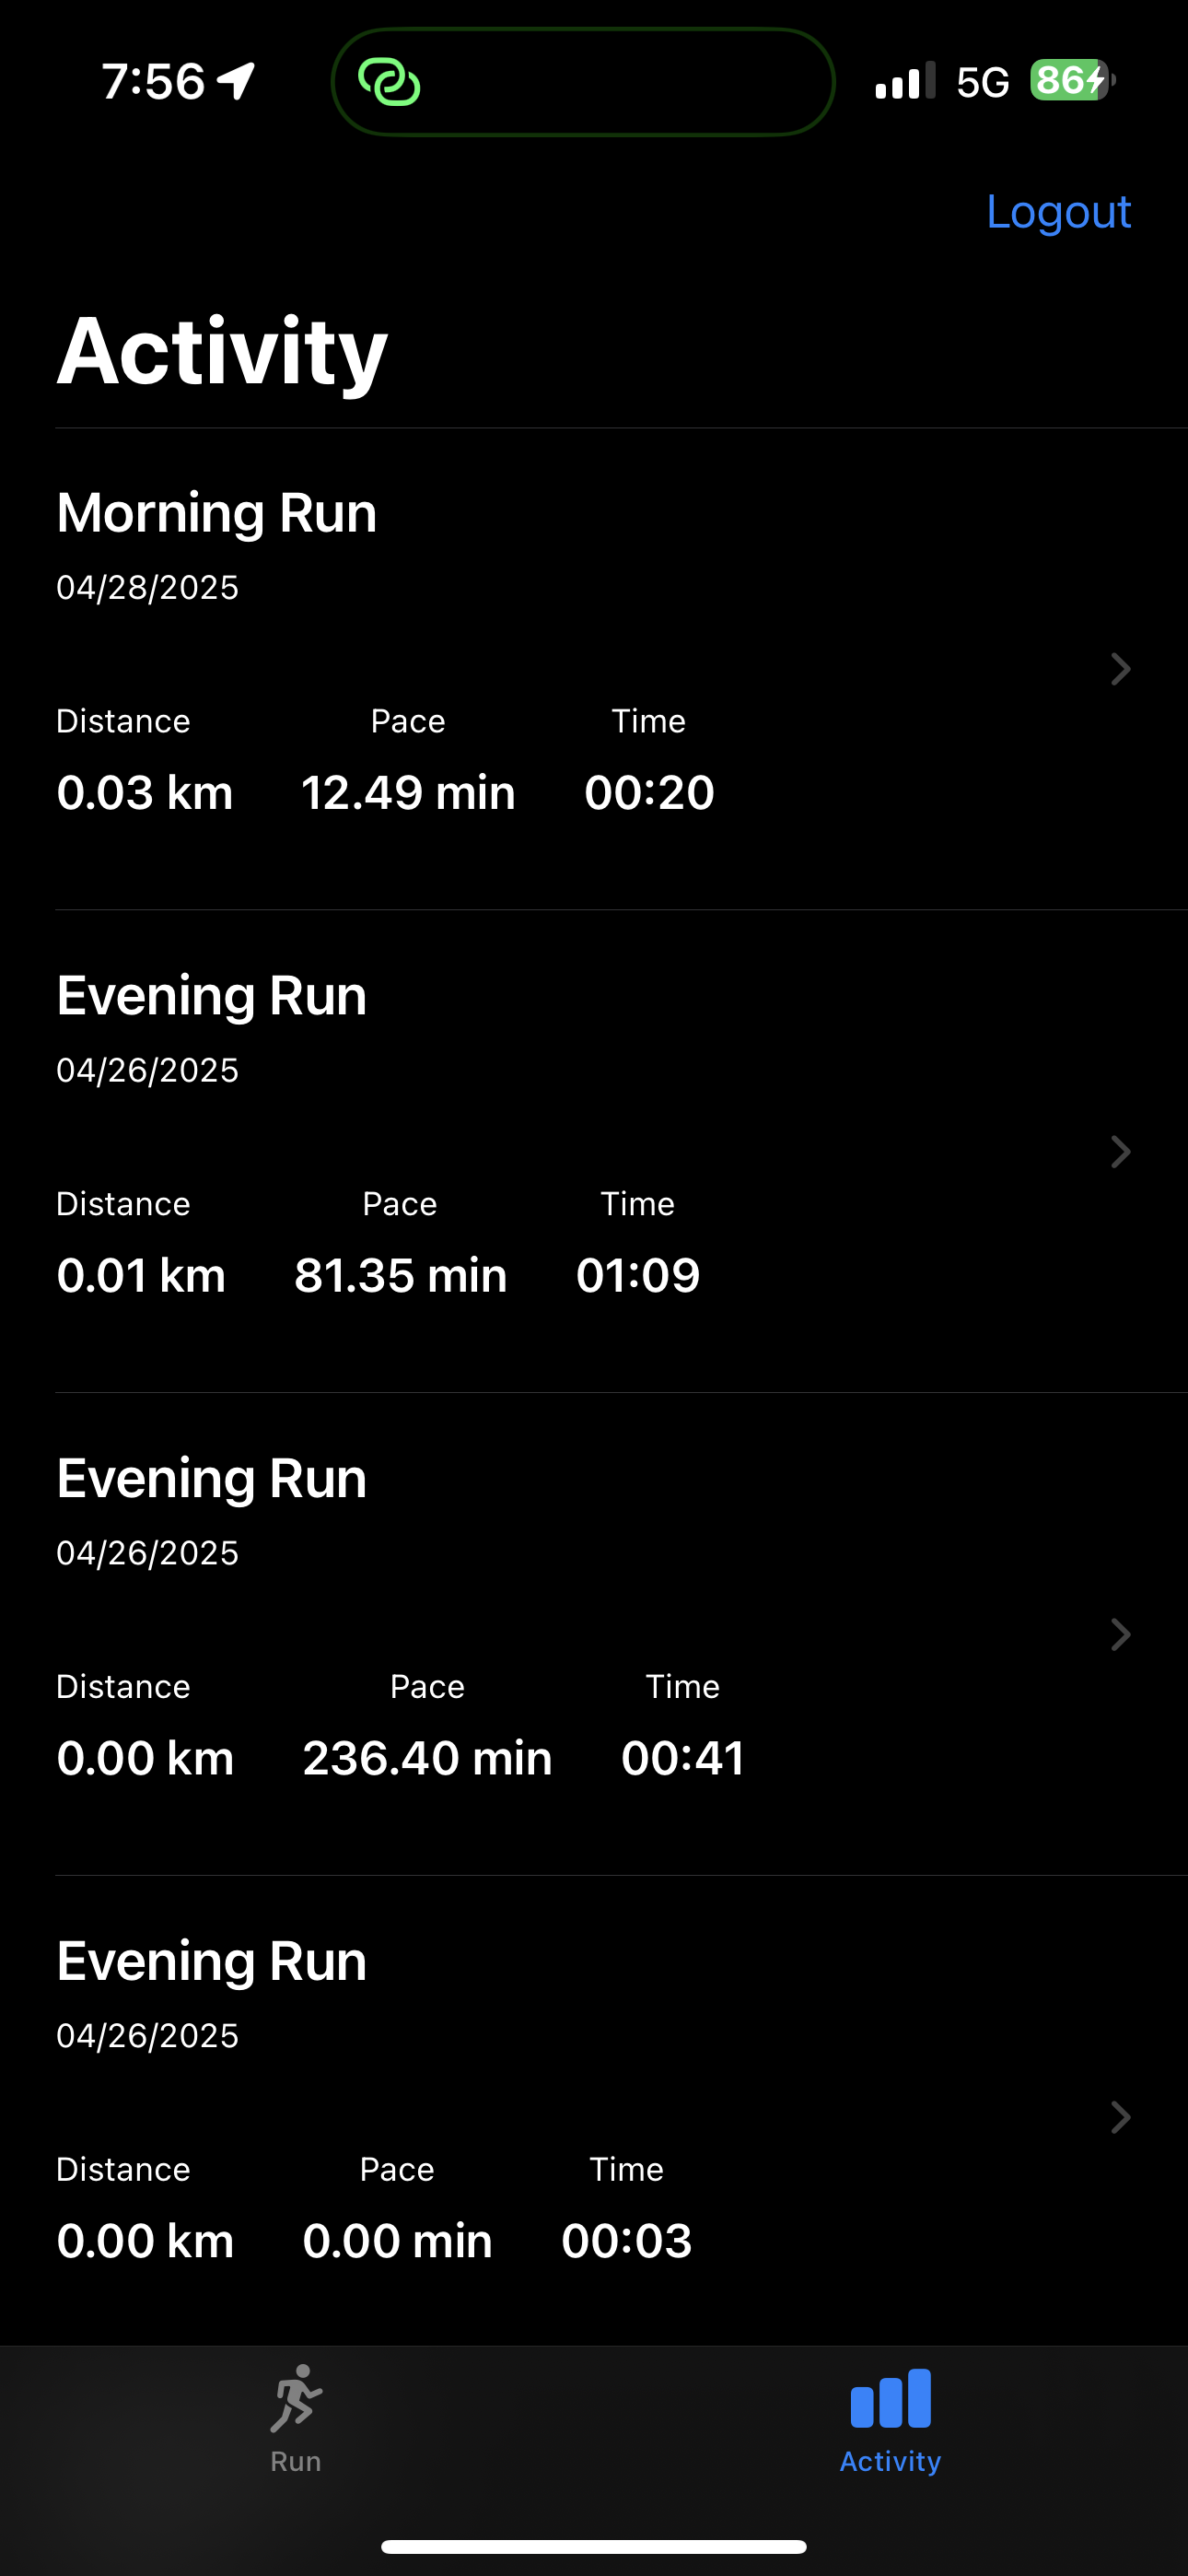 7:56 5G 86
Logout
Activity
Morning Run
04/28/2025
Distance Pace Time
0.03 km 12.49 min 00:20
Evening Run
04/26/2025
Distance Pace Time
0.01 km 81.35 min 01:09
Evening Run
04/26/2025
Distance Pace Time
0.00 km 236.40 min 00:41
Evening Run
04/26/2025
Distance Pace Time
0.00 km 0.00 min 00:03
Run Activity